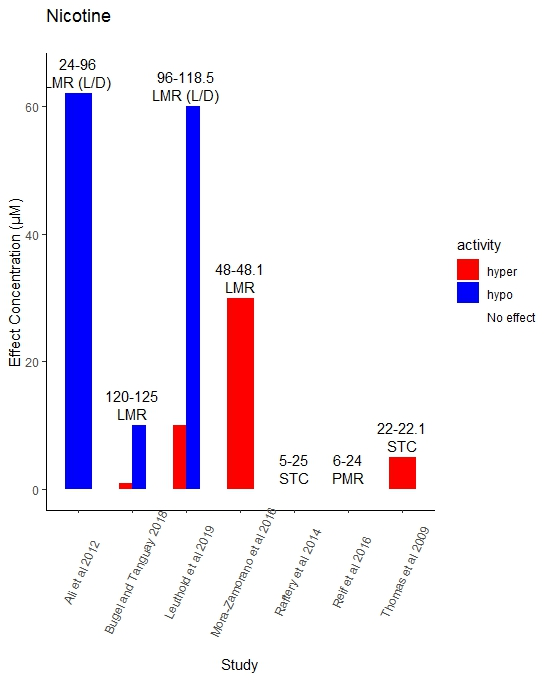 Nicotine
24-96
LMR (L/D)
96-118.5
LMR (L/D)
60
48-48.1
LMR
40
20
120-125
LMR
5-25
STC
6-24
PMR
22-22.1
STC
0
Effect Concentration (µM)
activity
hyper
hypo
No effect
Ali et al 2012
Bugel and Tanguay 2018
Leuthold et al 2019
Mora-Zamorano et al 2016
Raftery et al 2014
Reif et al 2016
Thomas et al 2009
Study